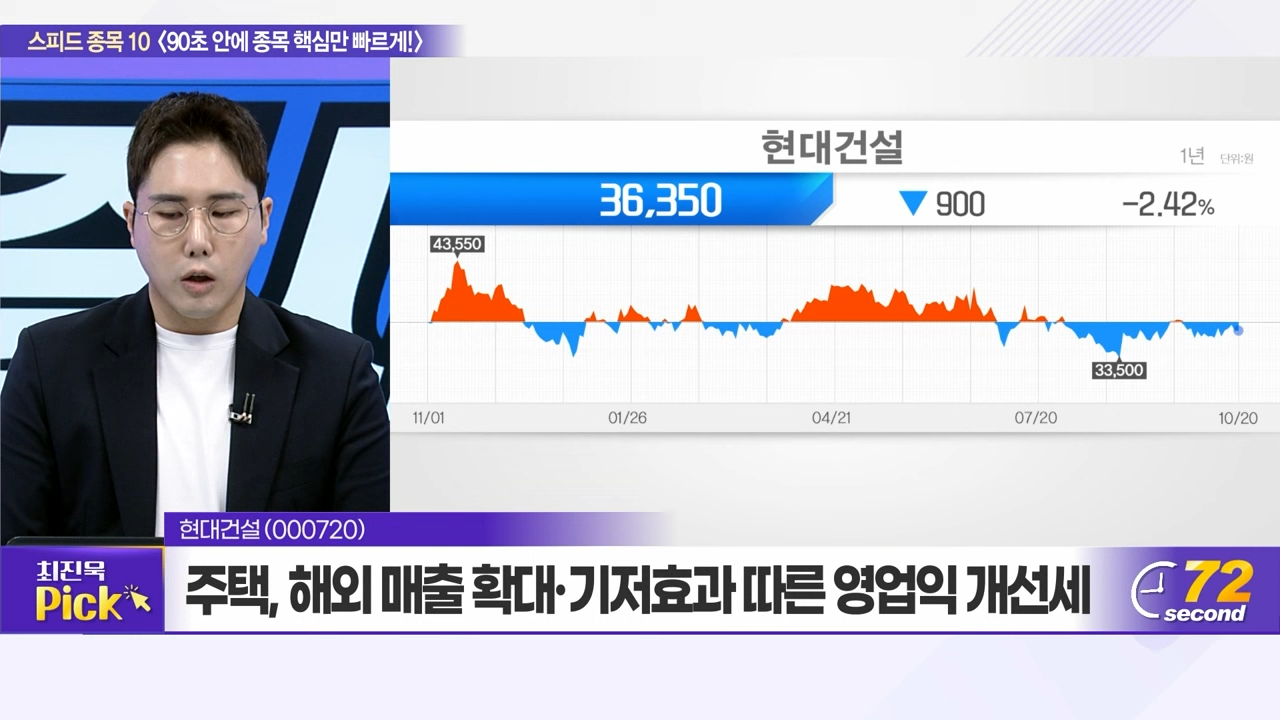 스피드 종목 10 〈90초 안에 종목 핵심만 빠르게!〉
현대건설
1년 단위:원
36,350 ▼ 900 -2.42%
43,550
33,500
11/01 01/26 04/21 07/20 10/20
현대건설(000720)
최진욱
Pick
주택, 해외 매출 확대·기저효과 따른 영업익 개선세
72
second